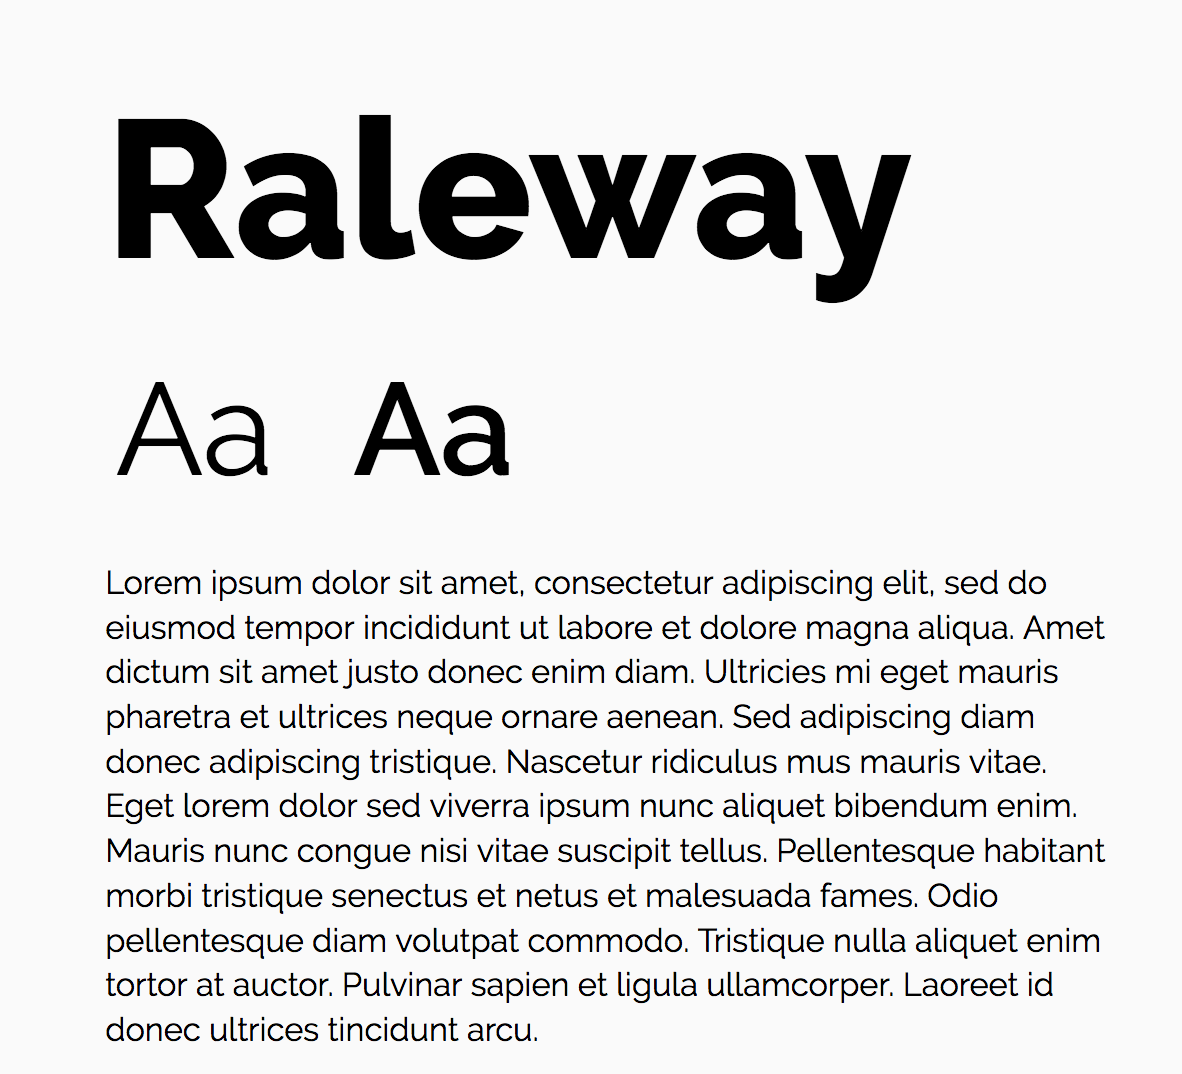 Raleway
Aa Aa
Lorem ipsum dolor sit amet, consectetur adipiscing elit, sed do
eiusmod tempor incididunt ut labore et dolore magna aliqua. Amet
dictum sit amet justo donec enim diam. Ultricies mi eget mauris
pharetra et ultrices neque ornare aenean. Sed adipiscing diam
donec adipiscing tristique. Nascetur ridiculus mus mauris vitae.
Eget lorem dolor sed viverra ipsum nunc aliquet bibendum enim.
Mauris nunc congue nisi vitae suscipit tellus. Pellentesque habitant
morbi tristique senectus et netus et malesuada fames. Odio
pellentesque diam volutpat commodo. Tristique nulla aliquet enim
tortor at auctor. Pulvinar sapien et ligula ullamcorper. Laoreet id
donec ultrices tincidunt arcu.